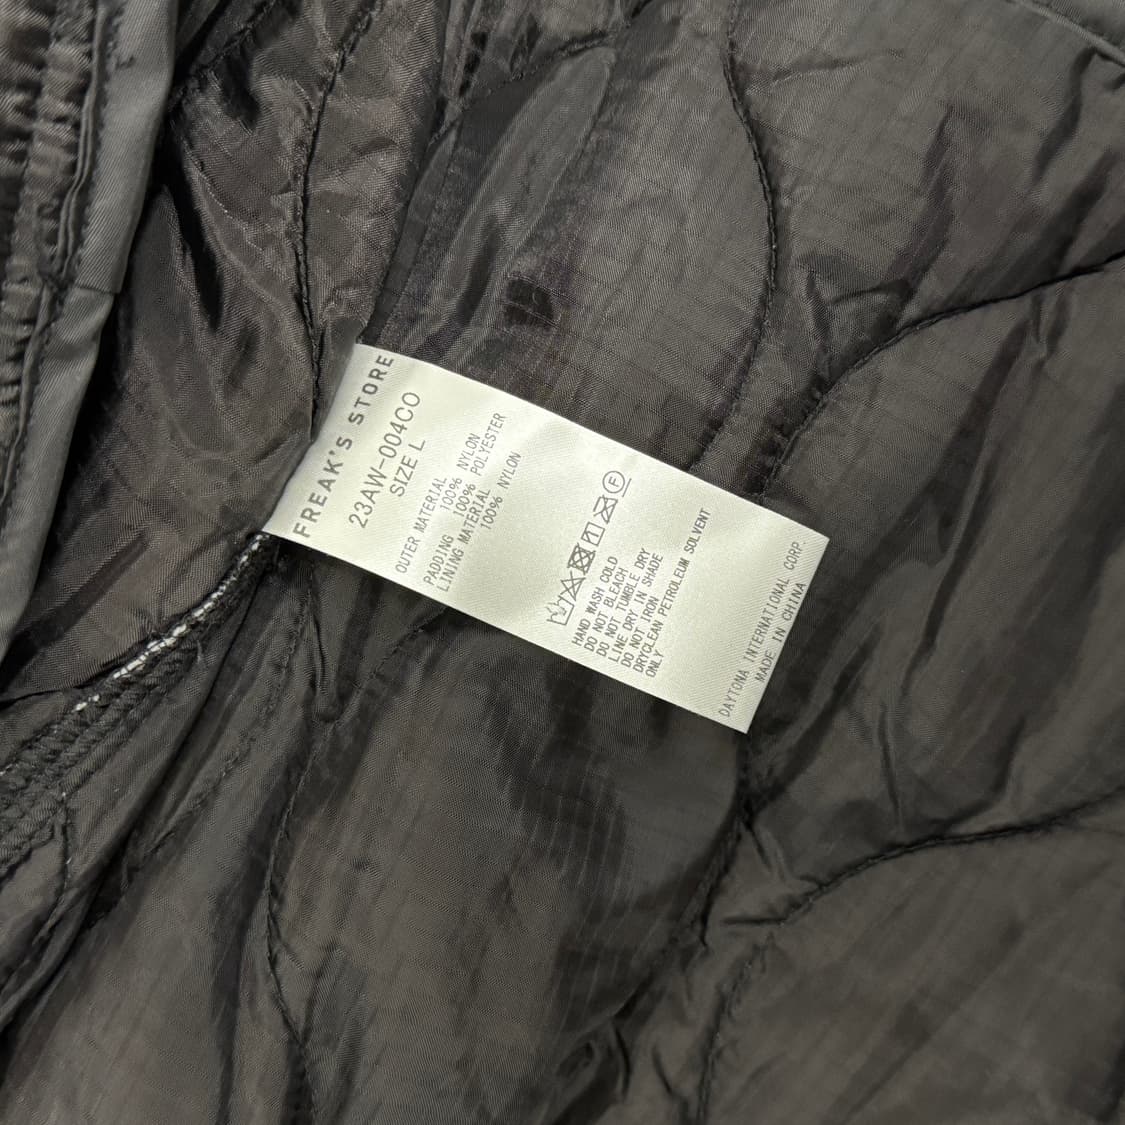 FREAK'S STORE
23AW-004CO
SIZE L
OUTER MATERIAL
100% NYLON
PADDING 100% POLYESTER
LINING MATERIAL
100% NYLON
F
HAND WASH COLD
DO NOT BLEACH
DO NOT TUMBLE DRY
LINE DRY IN SHADE
DO NOT IRON
DRYCLEAN PETROLEUM SOLVENT
ONLY
DAYTONA INTERNATIONAL CORP.
MADE IN CHINA